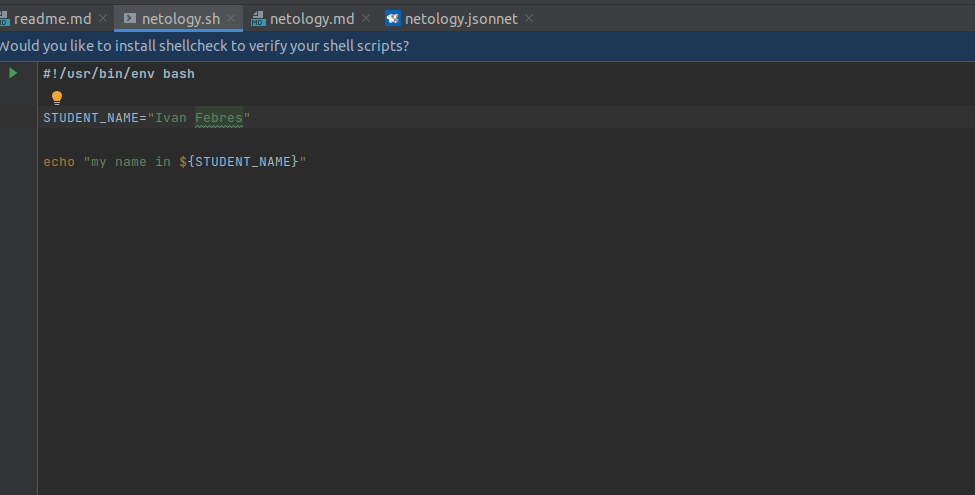 readme.md netology.sh netology.md netology.jsonnet
Would you like to install shellcheck to verify your shell scripts?
#!/usr/bin/env bash
STUDENT_NAME="Ivan Febres"
echo "my name in ${STUDENT_NAME}"